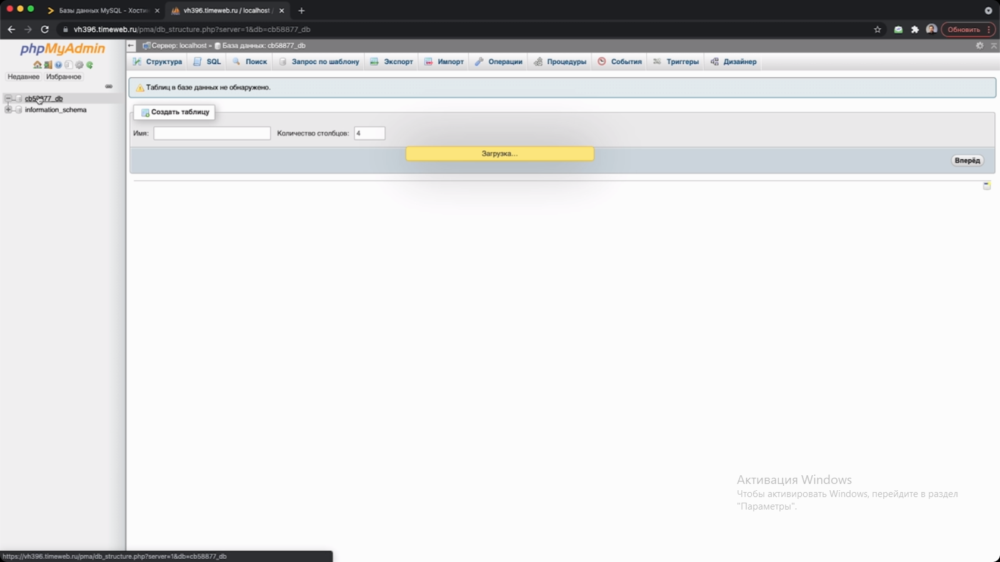 Базы данных MySQL - Хости
vh396.timeweb.ru / localhost /
vh396.timeweb.ru/pma/db_structure.php?server=1&db=cb58877_db
Обновить
phpMyAdmin
Недавнее Избранное
cb58877_db
information_schema
Сервер: localhost » База данных: cb58877_db
Структура SQL Поиск Запрос по шаблону Экспорт Импорт Операции Процедуры События Триггеры Дизайнер
Таблиц в базе данных не обнаружено.
Создать таблицу
Имя: Количество столбцов: 4
Загрузка...
Вперёд
Активация Windows
Чтобы активировать Windows, перейдите в раздел
"Параметры".
https://vh396.timeweb.ru/pma/db_structure.php?server=1&db=cb58877_db